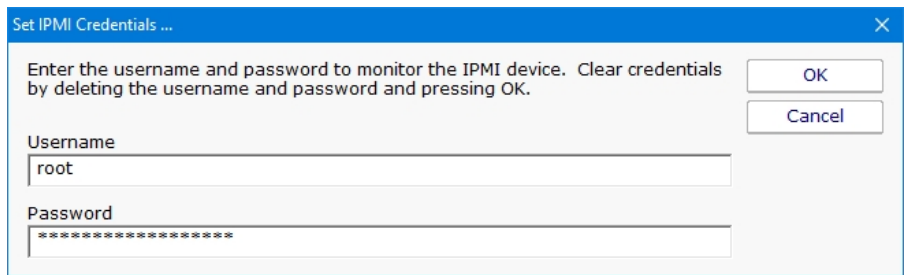 Set IPMI Credentials ...
Enter the username and password to monitor the IPMI device.  Clear credentials
by deleting the username and password and pressing OK.
OK
Cancel
Username
root
Password
******************